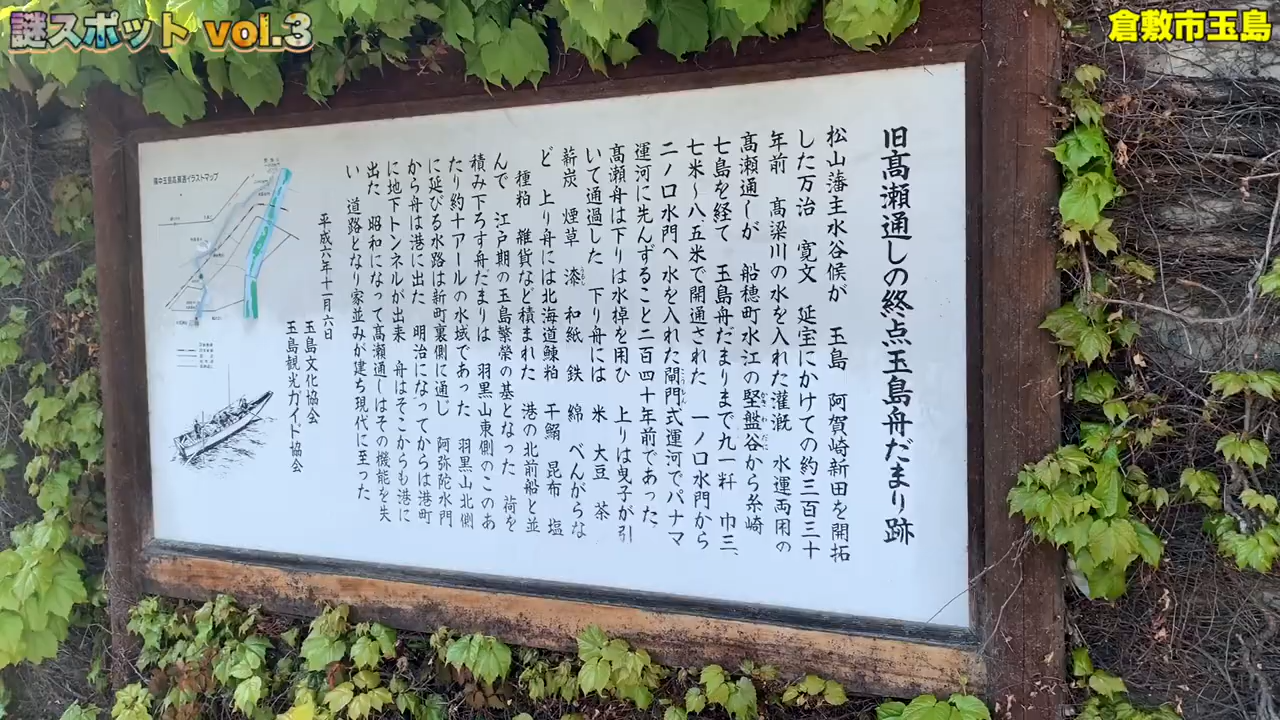 謎スポット vol.3
倉敷市玉島
旧高瀬通しの終点玉島舟だまり跡
松山藩主水谷候が 玉島 阿賀崎新田を開拓
した万治 寛文 延宝にかけての約三百三十
年前 高梁川の水を入れた灌漑 水運両用の
高瀬通しが 船穂町水江の堅盤谷から糸崎
七島を経て 玉島舟だまりまで九一粁 巾三、
七米〜八五米で開通された 一ノ口水門から
二ノ口水門へ水を入れた閘門式運河でパナマ
運河に先んずること二百四十年前であった
高瀬舟は下りは水棹を用ひ 上りは曳子が引
いて通過した 下り舟には 米 大豆 茶
薪炭 煙草 漆 和紙 鉄 綿 べんがらな
ど 上り舟には北海道鰊粕 干鰯 昆布 塩
種粕 雑貨など積まれた 港の北前船と並
んで 江戸期の玉島繁榮の基となった 荷を
積み下ろす舟だまりは 羽黒山東側のこのあ
たり約十アールの水域であった 羽黒山北側
に延びる水路は新町裏側に通じ 阿弥陀水門
から舟は港に出た 明治になってからは港町
に地下トンネルが出来 舟はそこからも港に
出た 昭和になって高瀬通しはその機能を失
い 道路となり家並みが建ち現代に至った
平成六年十一月六日
玉島文化協会
玉島観光ガイド協会
備中玉島高瀬通イラストマップ